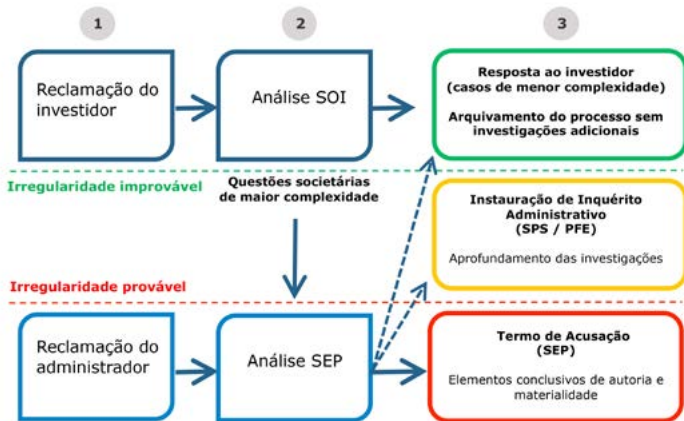 1
2
3
Reclamação do
investidor
Análise SOI
Resposta ao investidor
(casos de menor complexidade)
Arquivamento do processo sem
investigações adicionais
Irregularidade improvável
Questões societárias
de maior complexidade
Instauração de Inquérito
Administrativo
(SPS / PFE)
Aprofundamento das investigações
Irregularidade provável
Reclamação do
administrador
Análise SEP
Termo de Acusação
(SEP)
Elementos conclusivos de autoria e
materialidade